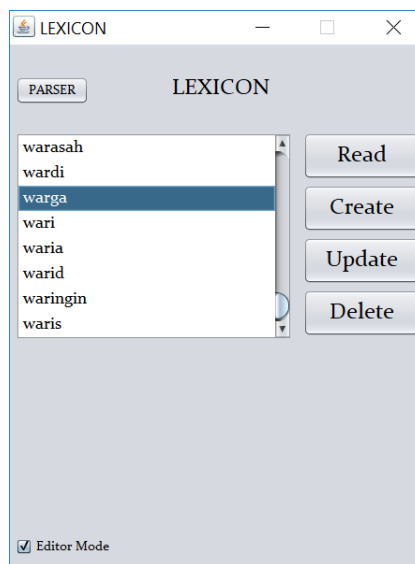 LEXICON
PARSER
LEXICON
warasah
wardi
warga
wari
waria
warid
waringin
waris
Read
Create
Update
Delete
Editor Mode